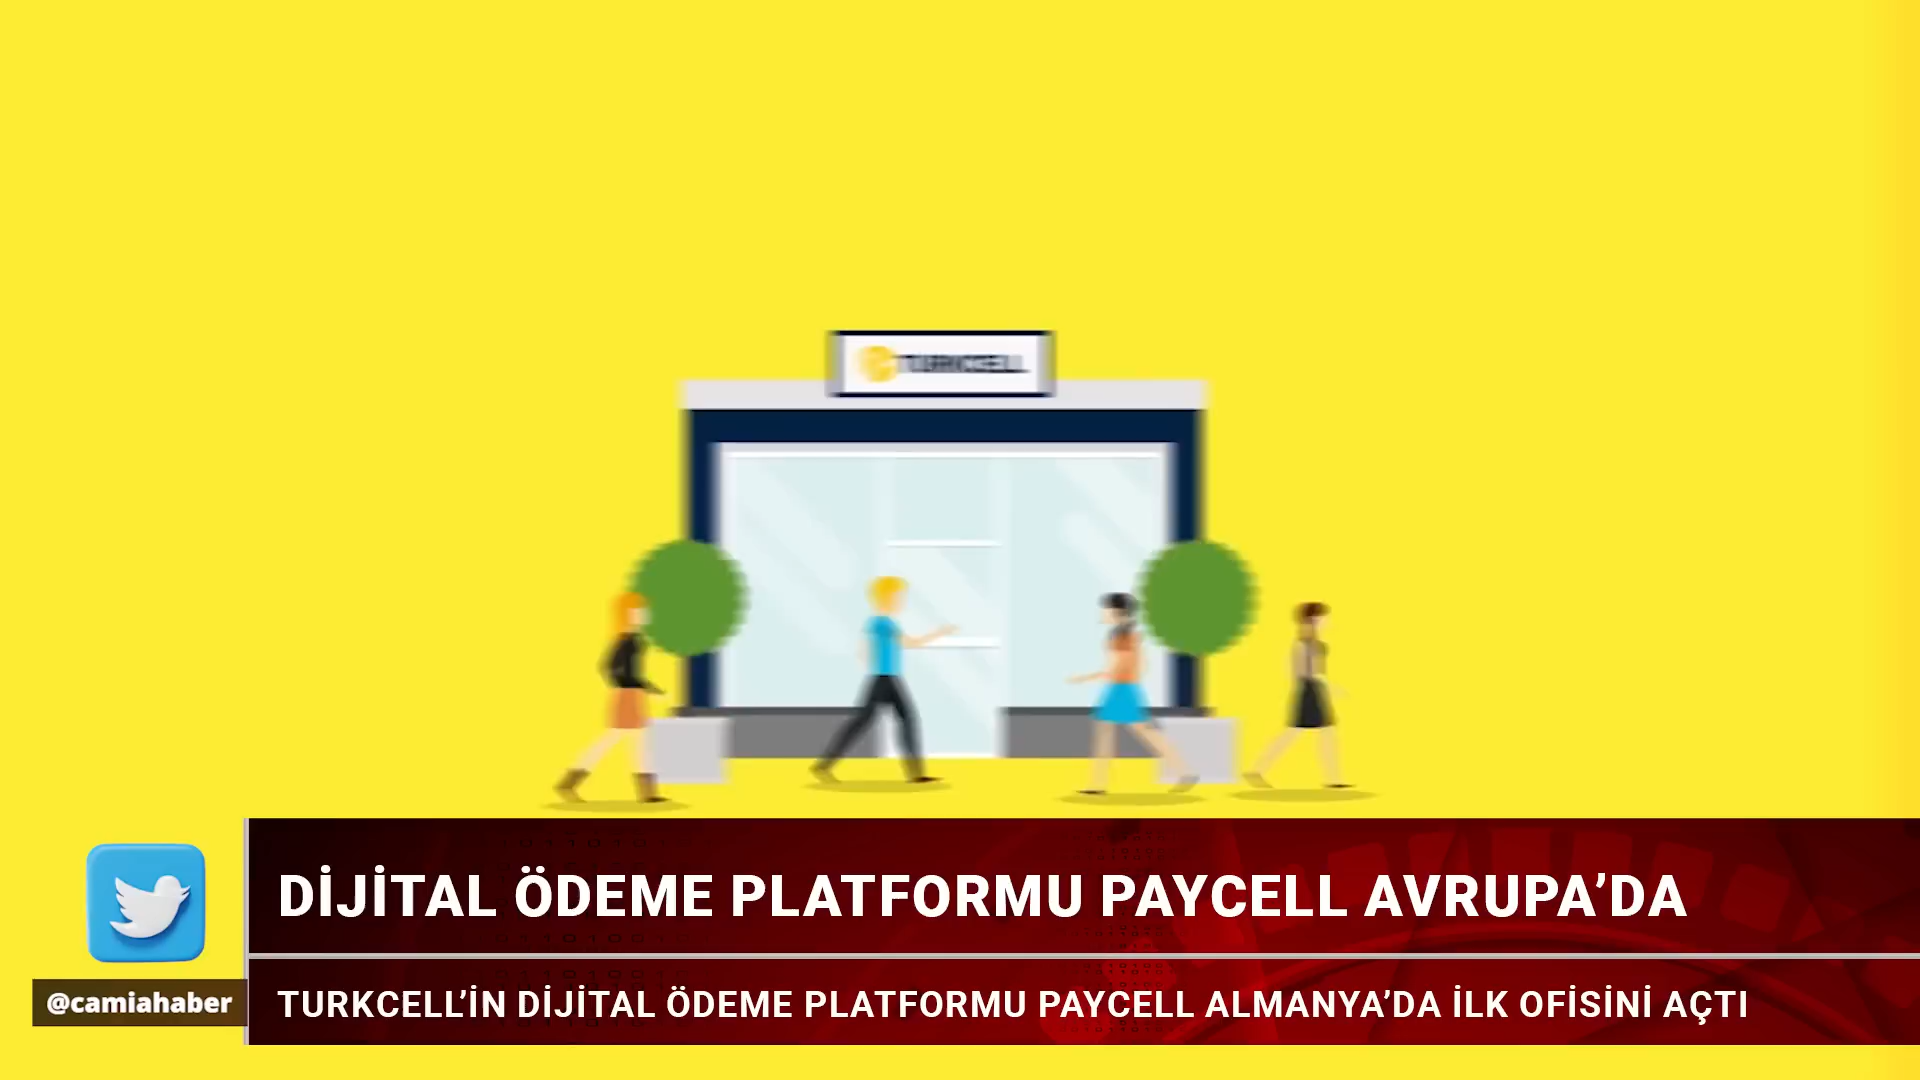 TURKCELL
DİJİTAL ÖDEME PLATFORMU PAYCELL AVRUPA’DA
@camiahaber
TURKCELL’İN DİJİTAL ÖDEME PLATFORMU PAYCELL ALMANYA’DA İLK OFİSİNİ AÇTI